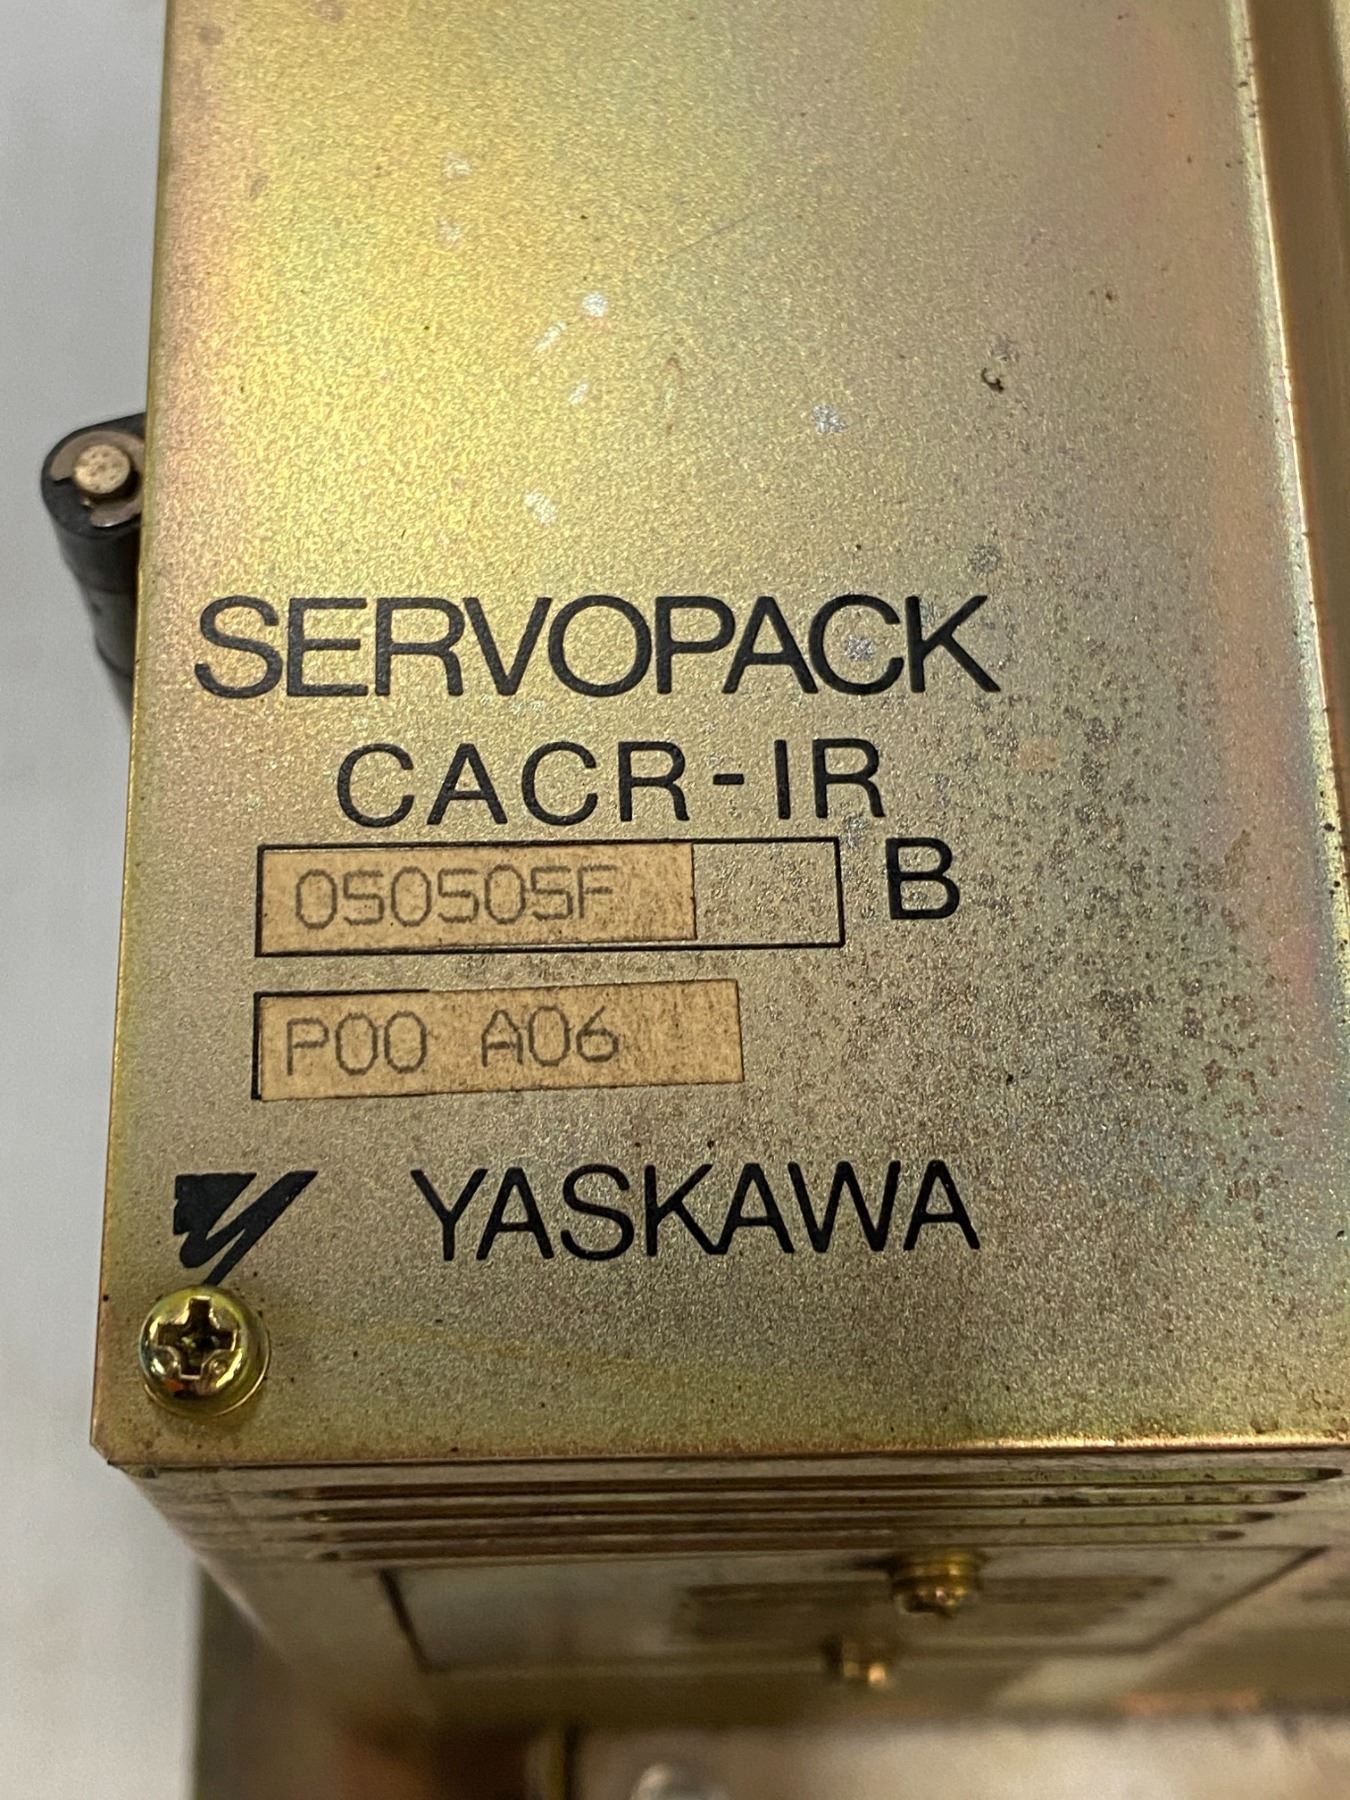 SERVOPACK
CACR-IR
050505F B
P00 A06
YASKAWA